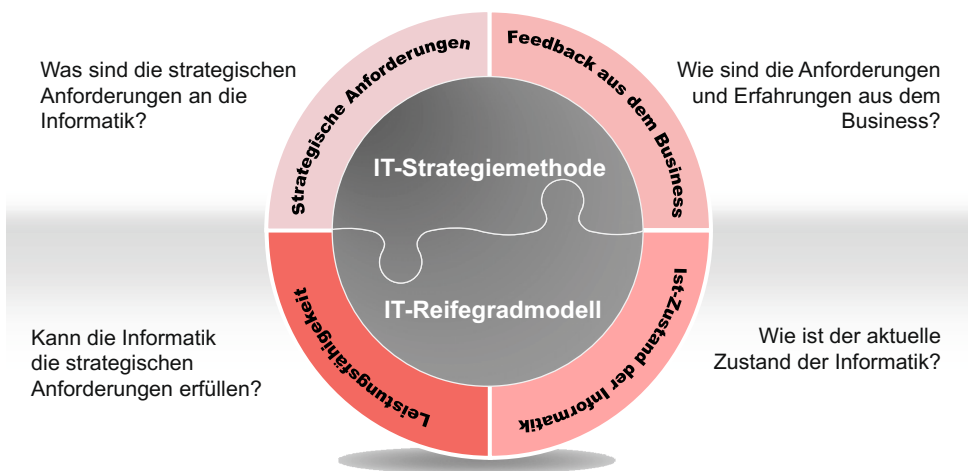 Was sind die strategischen
Anforderungen an die
Informatik?
Strategische Anforderungen
Feedback aus dem Business
Wie sind die Anforderungen
und Erfahrungen aus dem
Business?
IT-Strategiemethode
IT-Reifegradmodell
Kann die Informatik
die strategischen
Anforderungen erfüllen?
Leistungsfähigekeit
Ist-Zustand der Informatik
Wie ist der aktuelle
Zustand der Informatik?